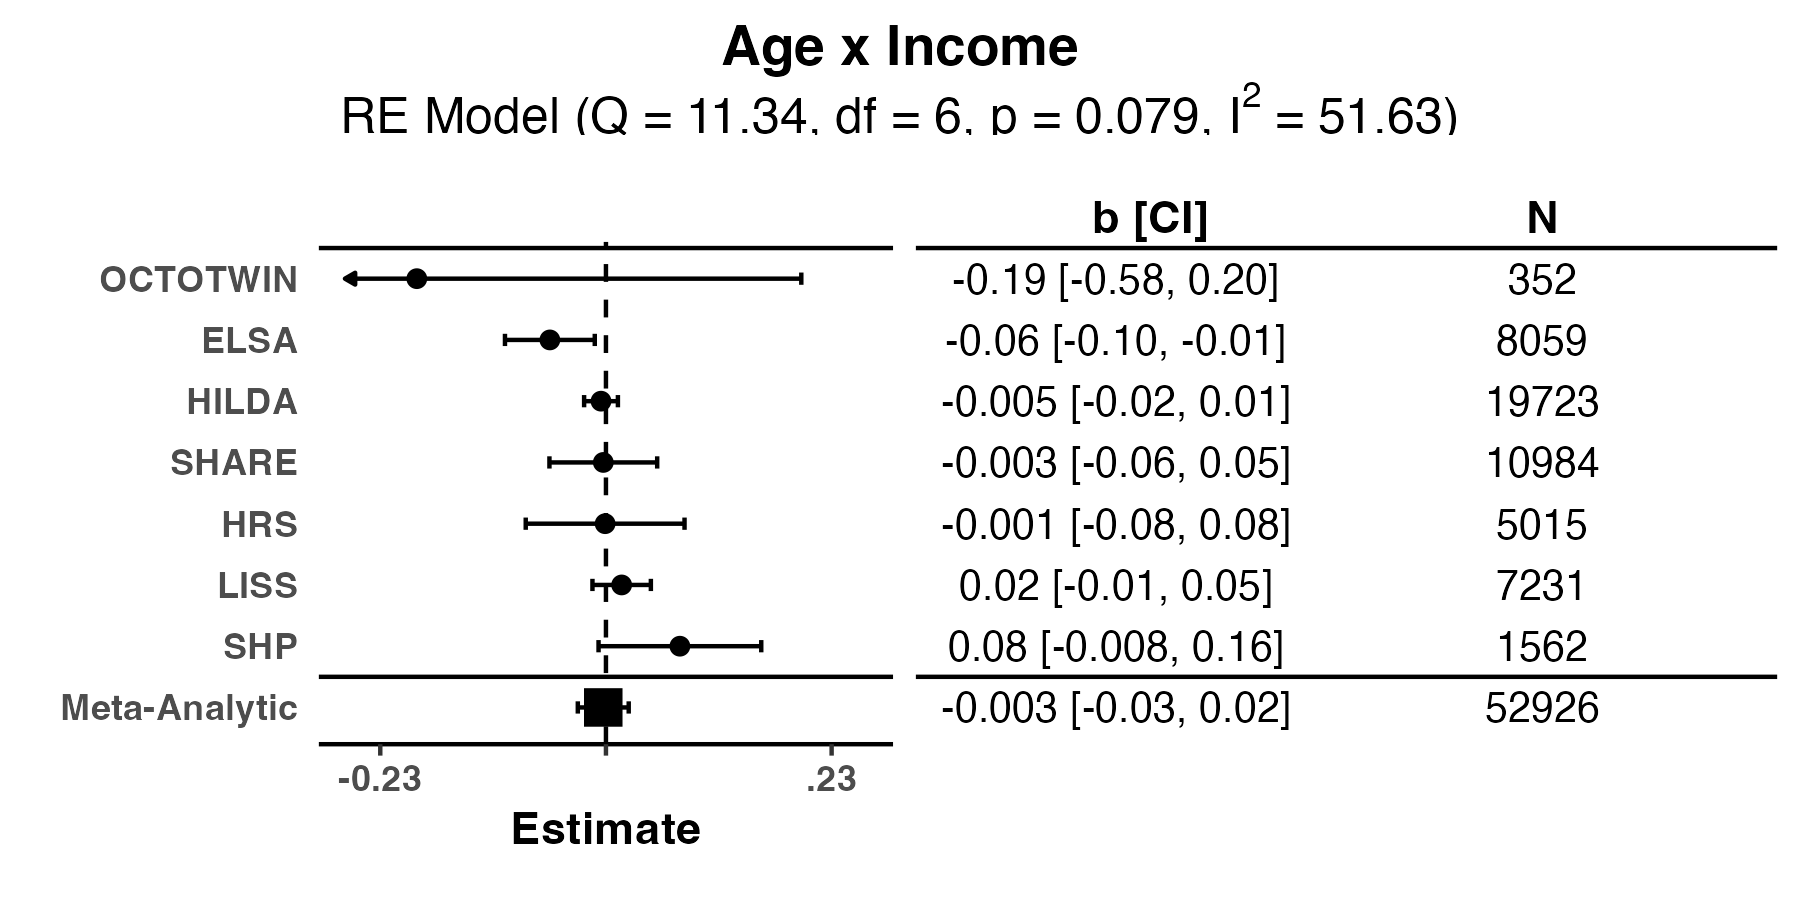 Age x Income
RE Model (Q = 11.34, df = 6, p = 0.079, I² = 51.63)
b [CI] N
OCTOTWIN -0.19 [-0.58, 0.20] 352
ELSA -0.06 [-0.10, -0.01] 8059
HILDA -0.005 [-0.02, 0.01] 19723
SHARE -0.003 [-0.06, 0.05] 10984
HRS -0.001 [-0.08, 0.08] 5015
LISS 0.02 [-0.01, 0.05] 7231
SHP 0.08 [-0.008, 0.16] 1562
Meta-Analytic -0.003 [-0.03, 0.02] 52926
-0.23 .23
Estimate